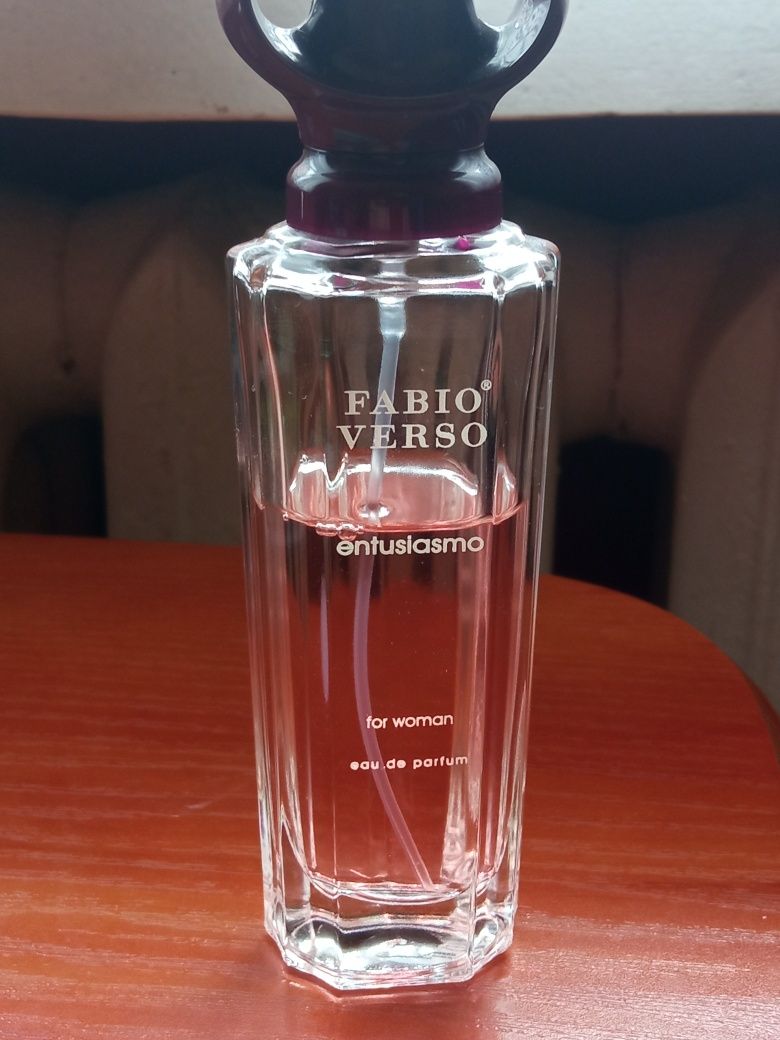 FABIO®
VERSO
entusiasmo
for woman
eau de parfum